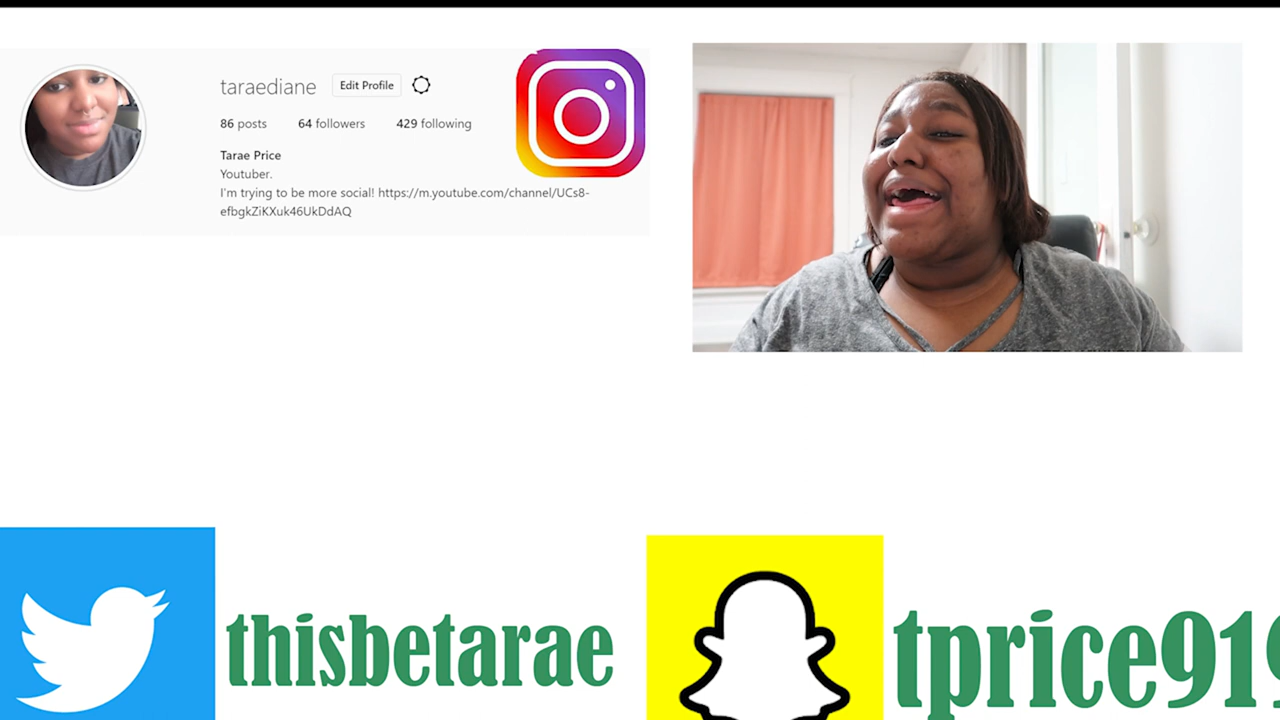 taraediane Edit Profile
86 posts 64 followers 429 following
Tarae Price
Youtuber.
I'm trying to be more social! https://m.youtube.com/channel/UCs8-
efbgkZiKXuk46UkDdAQ
thisbetarae
tprice919